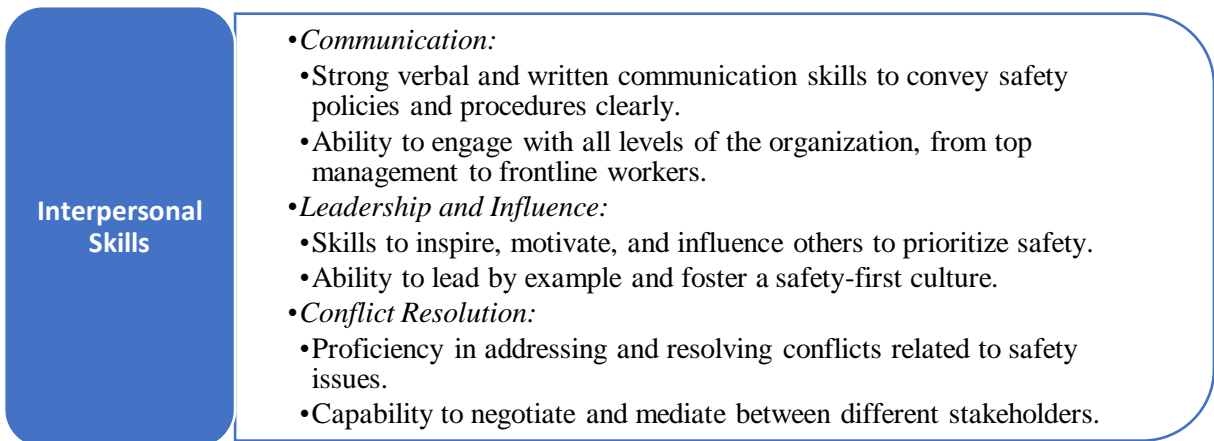 Interpersonal
Skills
•Communication:
•Strong verbal and written communication skills to convey safety
policies and procedures clearly.
•Ability to engage with all levels of the organization, from top
management to frontline workers.
•Leadership and Influence:
•Skills to inspire, motivate, and influence others to prioritize safety.
•Ability to lead by example and foster a safety-first culture.
•Conflict Resolution:
•Proficiency in addressing and resolving conflicts related to safety
issues.
•Capability to negotiate and mediate between different stakeholders.